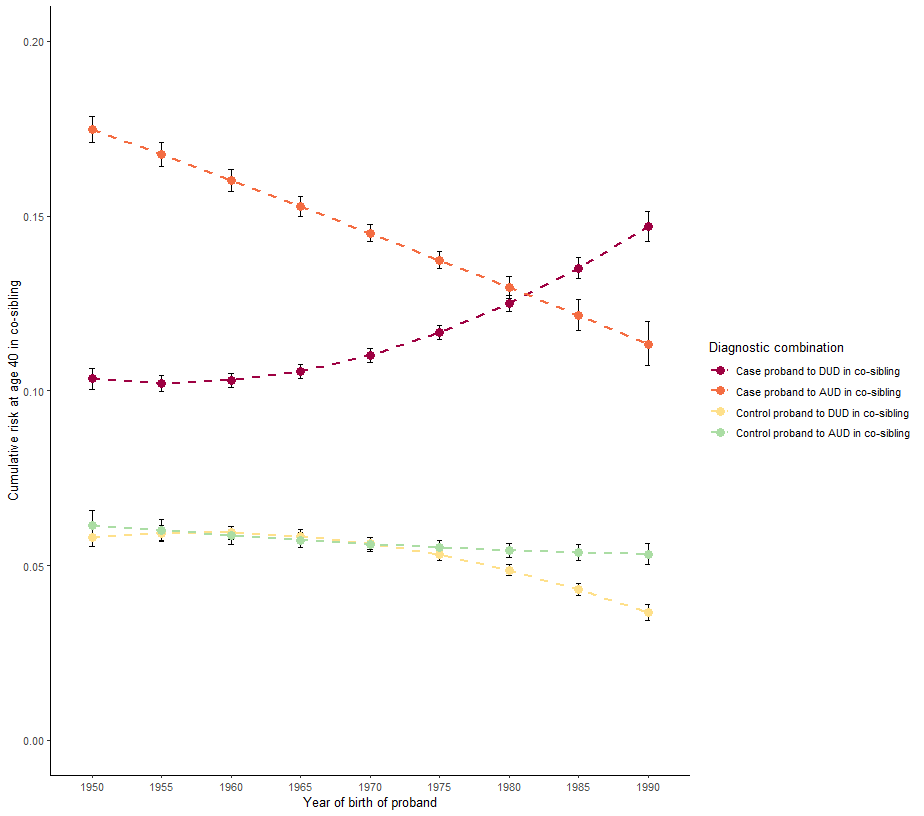 Cumulative risk at age 40 in co-sibling
0.20
0.15
0.10
0.05
0.00
1950 1955 1960 1965 1970 1975 1980 1985 1990
Year of birth of proband
Diagnostic combination
Case proband to DUD in co-sibling
Case proband to AUD in co-sibling
Control proband to DUD in co-sibling
Control proband to AUD in co-sibling